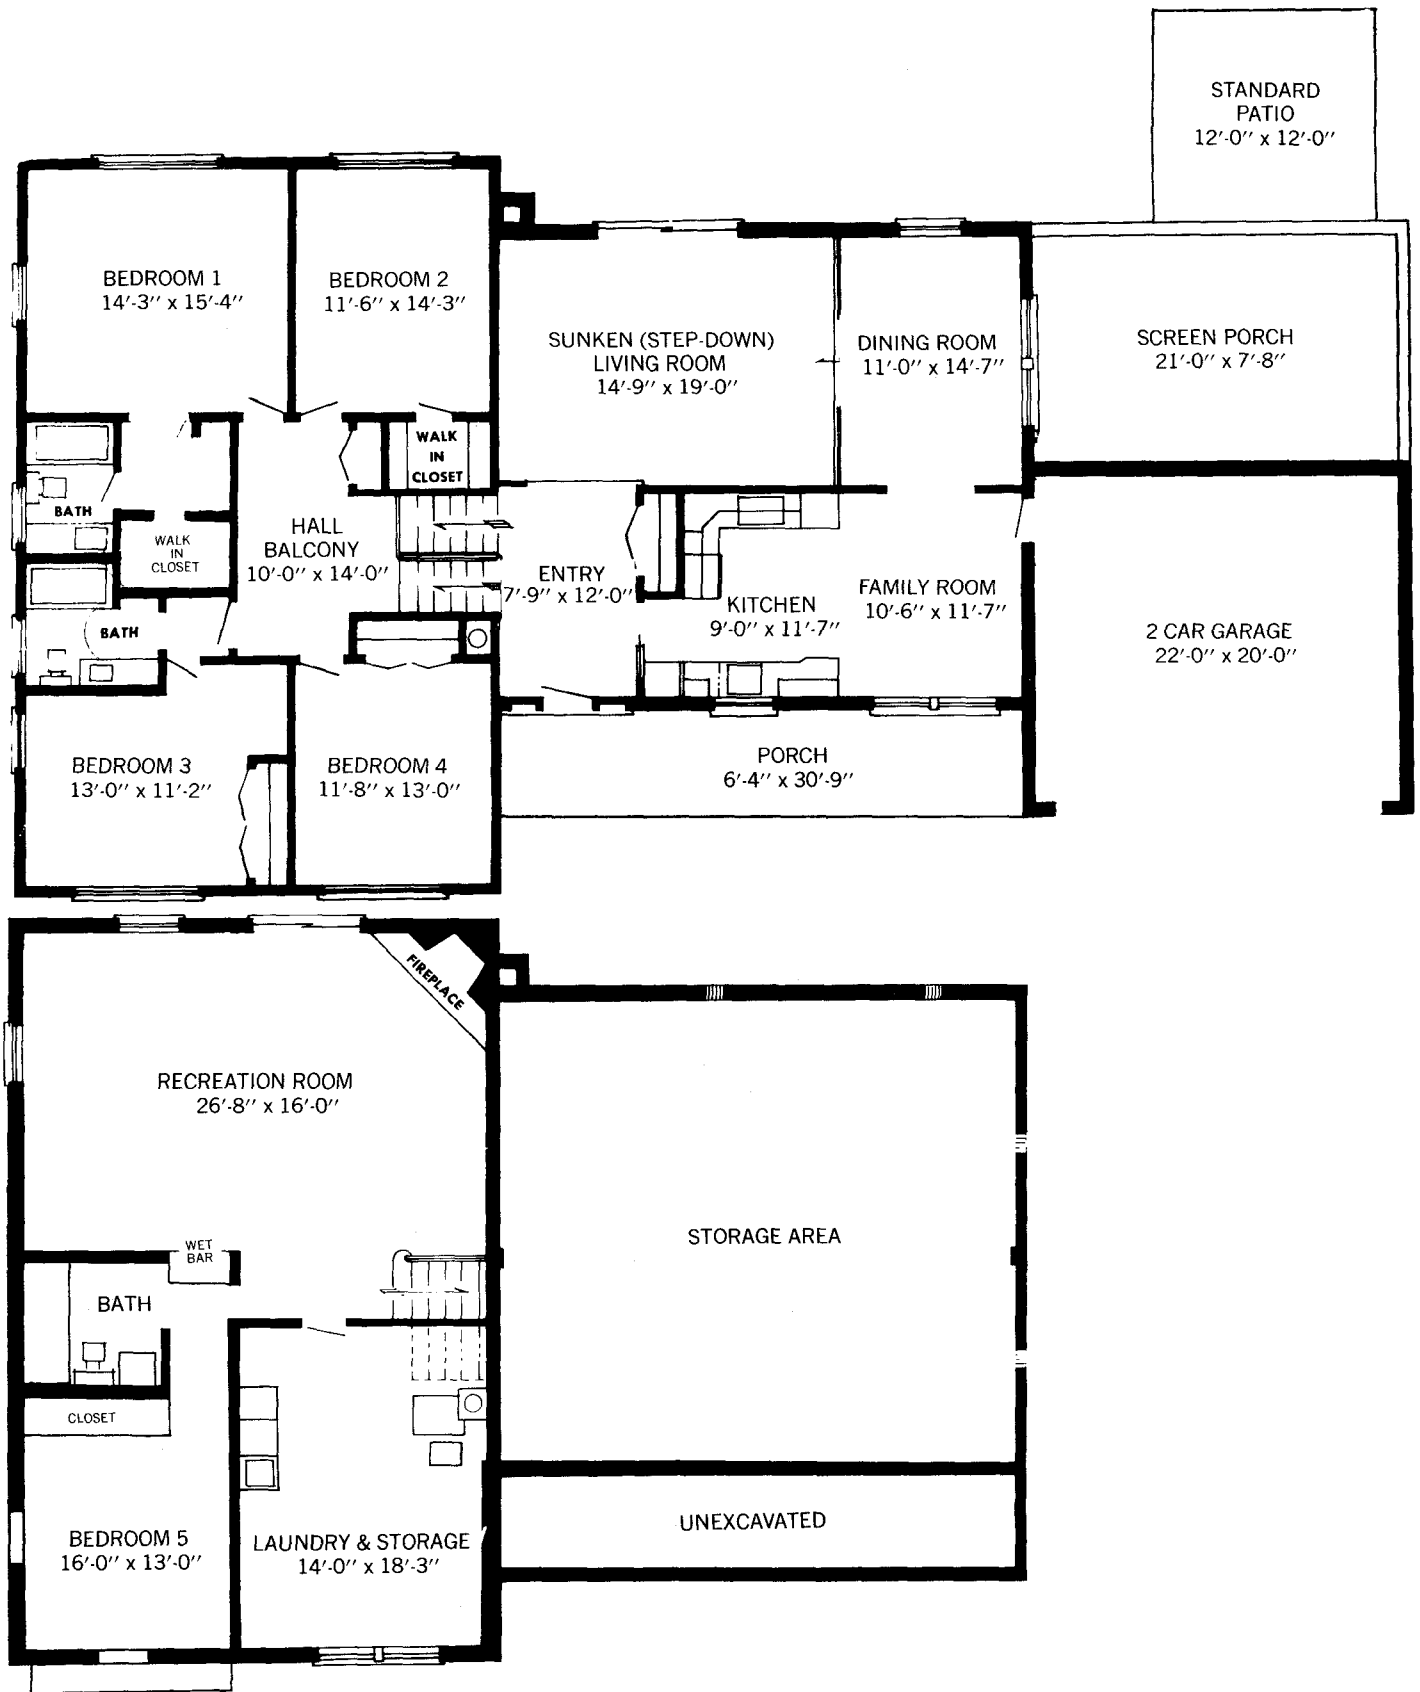 STANDARD
PATIO
12'-0" x 12'-0"
BEDROOM 1
14'-3" x 15'-4"
BEDROOM 2
11'-6" x 14'-3"
SUNKEN (STEP-DOWN)
LIVING ROOM
14'-9" x 19'-0"
DINING ROOM
11'-0" x 14'-7"
SCREEN PORCH
21'-0" x 7'-8"
WALK
IN
CLOSET
BATH
WALK
IN
CLOSET
HALL
BALCONY
10'-0" x 14'-0"
ENTRY
7'-9" x 12'-0"
KITCHEN
9'-0" x 11'-7"
FAMILY ROOM
10'-6" x 11'-7"
2 CAR GARAGE
22'-0" x 20'-0"
BATH
BEDROOM 3
13'-0" x 11'-2"
BEDROOM 4
11'-8" x 13'-0"
PORCH
6'-4" x 30'-9"
FIREPLACE
RECREATION ROOM
26'-8" x 16'-0"
WET
BAR
STORAGE AREA
BATH
CLOSET
BEDROOM 5
16'-0" x 13'-0"
LAUNDRY & STORAGE
14'-0" x 18'-3"
UNEXCAVATED